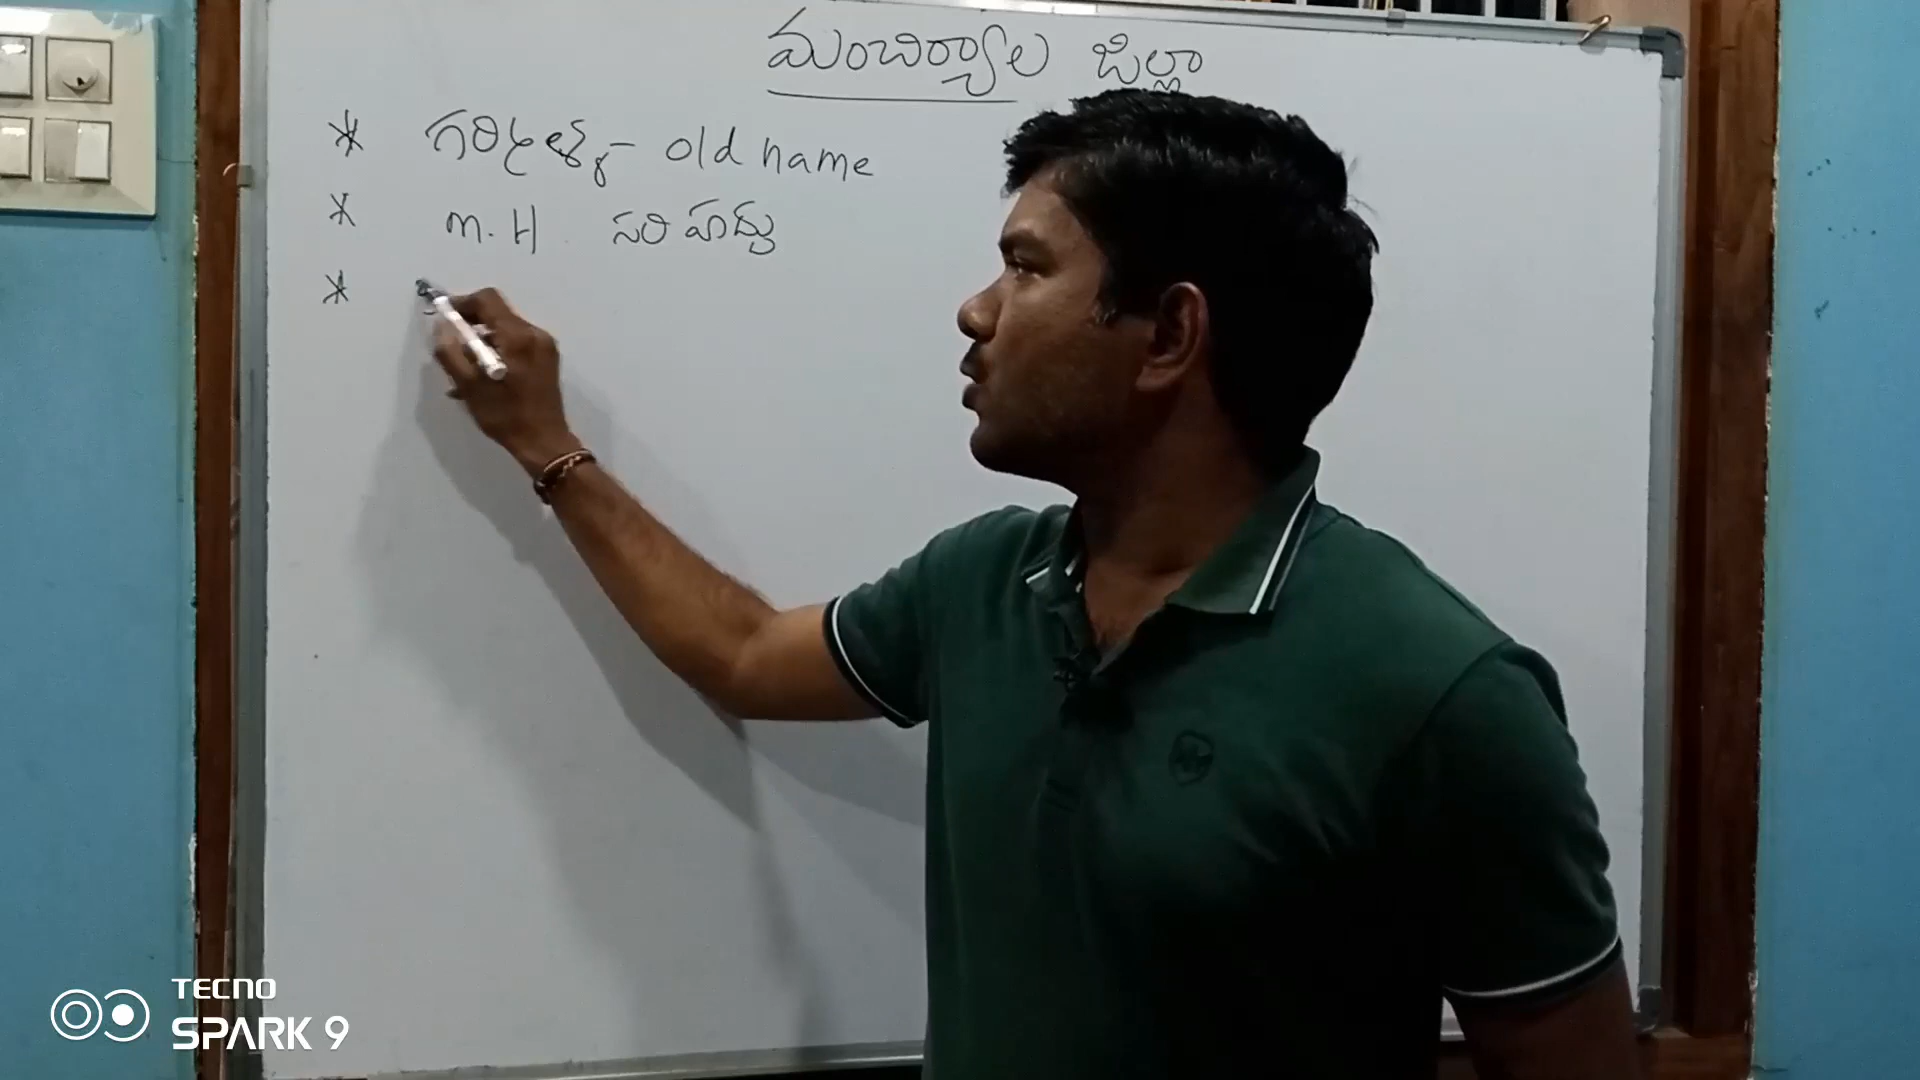 మంచిర్యాల జిల్లా
* గర్మిళ్ళ - old name
* M. H సరిహద్దు
*
TECNO
SPARK 9